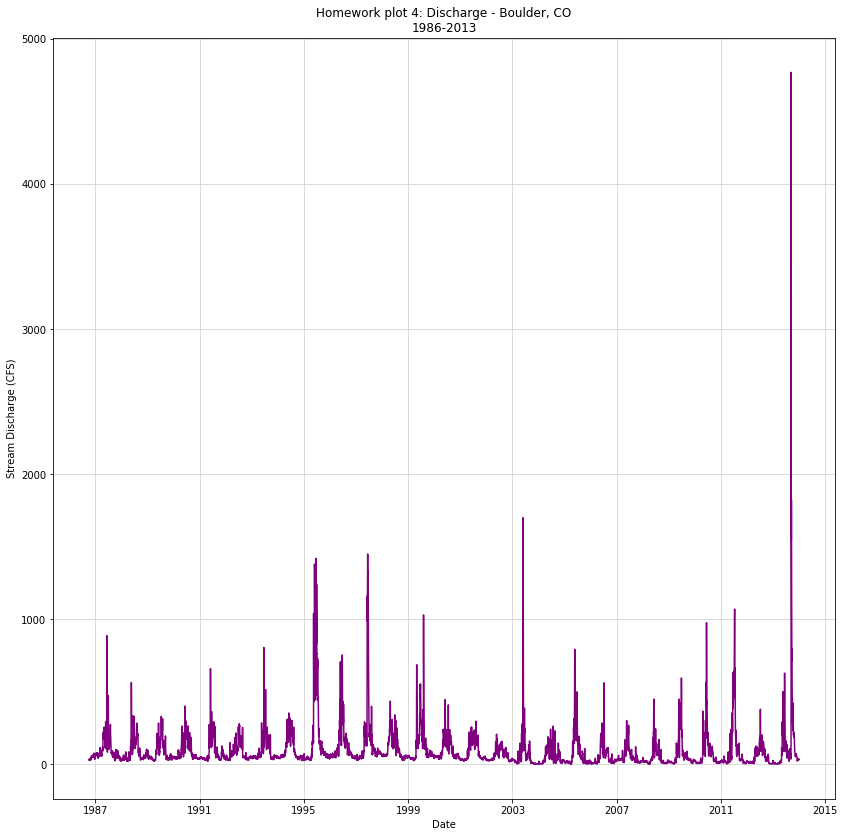 Homework plot 4: Discharge - Boulder, CO
1986-2013
5000
4000
3000
2000
1000
0
Stream Discharge (CFS)
1987 1991 1995 1999 2003 2007 2011 2015
Date